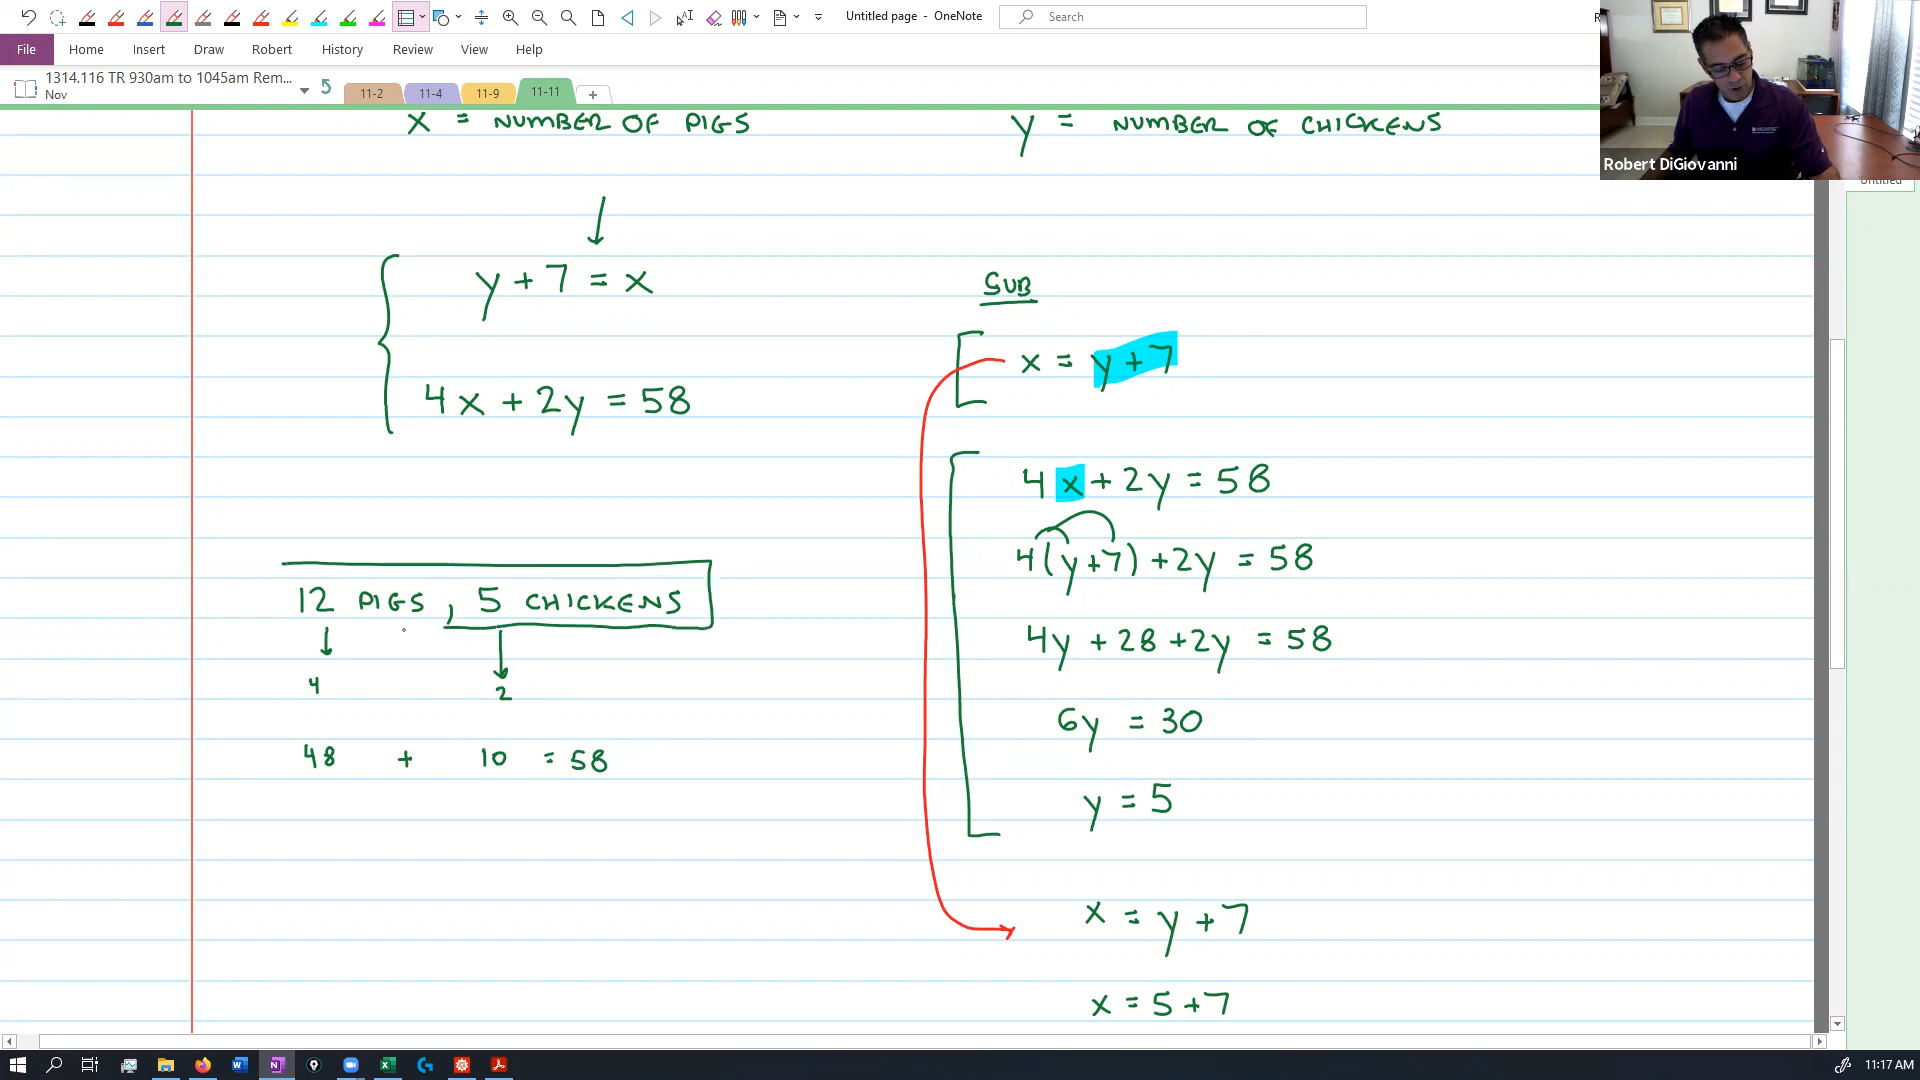 Untitled page - OneNote
Search
File Home Insert Draw Robert History Review View Help
1314.116 TR 930am to 1045am Rem...
Nov
11-2 11-4 11-9 11-11
Robert DiGiovanni
Untitled
X = NUMBER OF PIGS
y = NUMBER OF CHICKENS
y + 7 = x
4x + 2y = 58
12 PIGS, 5 CHICKENS
4 2
48 + 10 = 58
SUB
x = y + 7
4x + 2y = 58
4(y+7) + 2y = 58
4y + 28 + 2y = 58
6y = 30
y = 5
x = y + 7
x = 5 + 7
11:17 AM